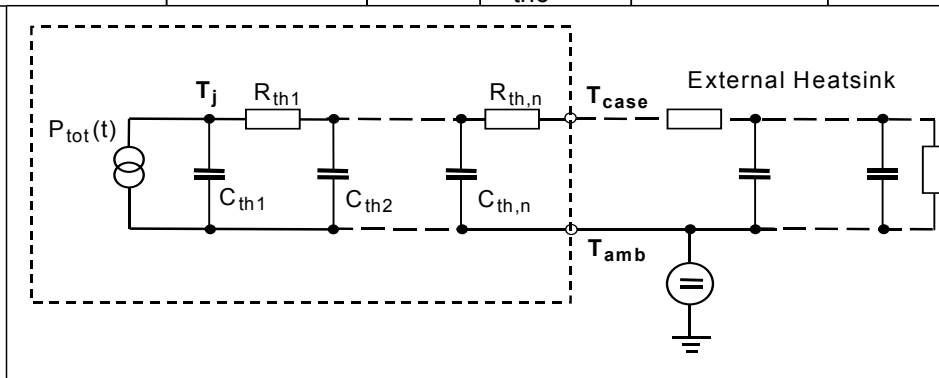 External Heatsink
Tj Rth1 Rth,n Tcase
Ptot(t)
Cth1 Cth2 Cth,n
Tamb